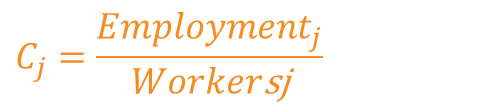 C_j = Employment_j / Workersj